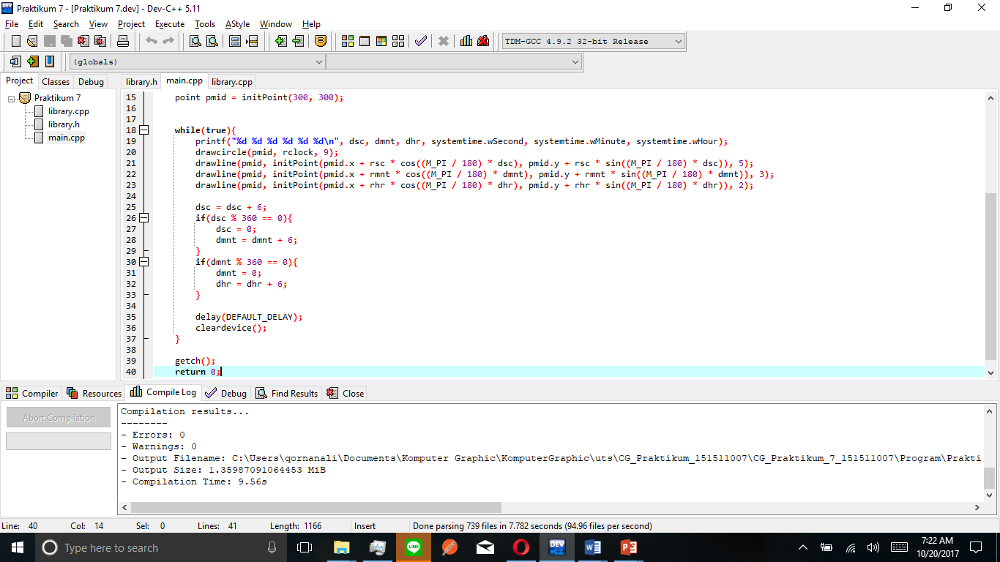 Praktikum 7 - [Praktikum 7.dev] - Dev-C++ 5.11
File Edit Search View Project Execute Tools AStyle Window Help
TDM-GCC 4.9.2 32-bit Release
(globals)
Project Classes Debug library.h main.cpp library.cpp
Praktikum 7
library.cpp
library.h
main.cpp
15 point pmid = initPoint(300, 300);
16
17
18 while(true){
19 printf("%d %d %d %d %d %d\n", dsc, dmnt, dhr, systemtime.wSecond, systemtime.wMinute, systemtime.wHour);
20 drawcircle(pmid, rclock, 9);
21 drawline(pmid, initPoint(pmid.x + rsc * cos((M_PI / 180) * dsc), pmid.y + rsc * sin((M_PI / 180) * dsc)), 5);
22 drawline(pmid, initPoint(pmid.x + rmnt * cos((M_PI / 180) * dmnt), pmid.y + rmnt * sin((M_PI / 180) * dmnt)), 3);
23 drawline(pmid, initPoint(pmid.x + rhr * cos((M_PI / 180) * dhr), pmid.y + rhr * sin((M_PI / 180) * dhr)), 2);
24
25 dsc = dsc + 6;
26 if(dsc % 360 == 0){
27 dsc = 0;
28 dmnt = dmnt + 6;
29 }
30 if(dmnt % 360 == 0){
31 dmnt = 0;
32 dhr = dhr + 6;
33 }
34
35 delay(DEFAULT_DELAY);
36 cleardevice();
37 }
38
39 getch();
40 return 0;
Compiler Resources Compile Log Debug Find Results Close
Abort Compilation
Compilation results...
--------
- Errors: 0
- Warnings: 0
- Output Filename: C:\Users\qornanali\Documents\Komputer Graphic\KomputerGraphic\uts\CG_Praktikum_151511007\CG_Praktikum_7_151511007\Program\Prakti
- Output Size: 1.35987091064453 MiB
- Compilation Time: 9.56s
Line: 40 Col: 14 Sel: 0 Lines: 41 Length: 1166 Insert Done parsing 739 files in 7.782 seconds (94.96 files per second)
Type here to search
LINE
DEV
7:22 AM
10/20/2017